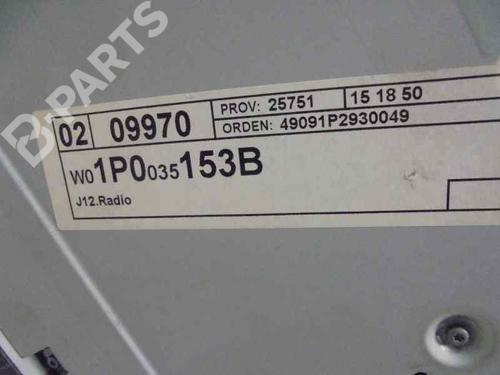 B-PARTS
02 09970 PROV: 25751 15 18 50
ORDEN: 49091P2930049
W01P0035153B
J12.Radio